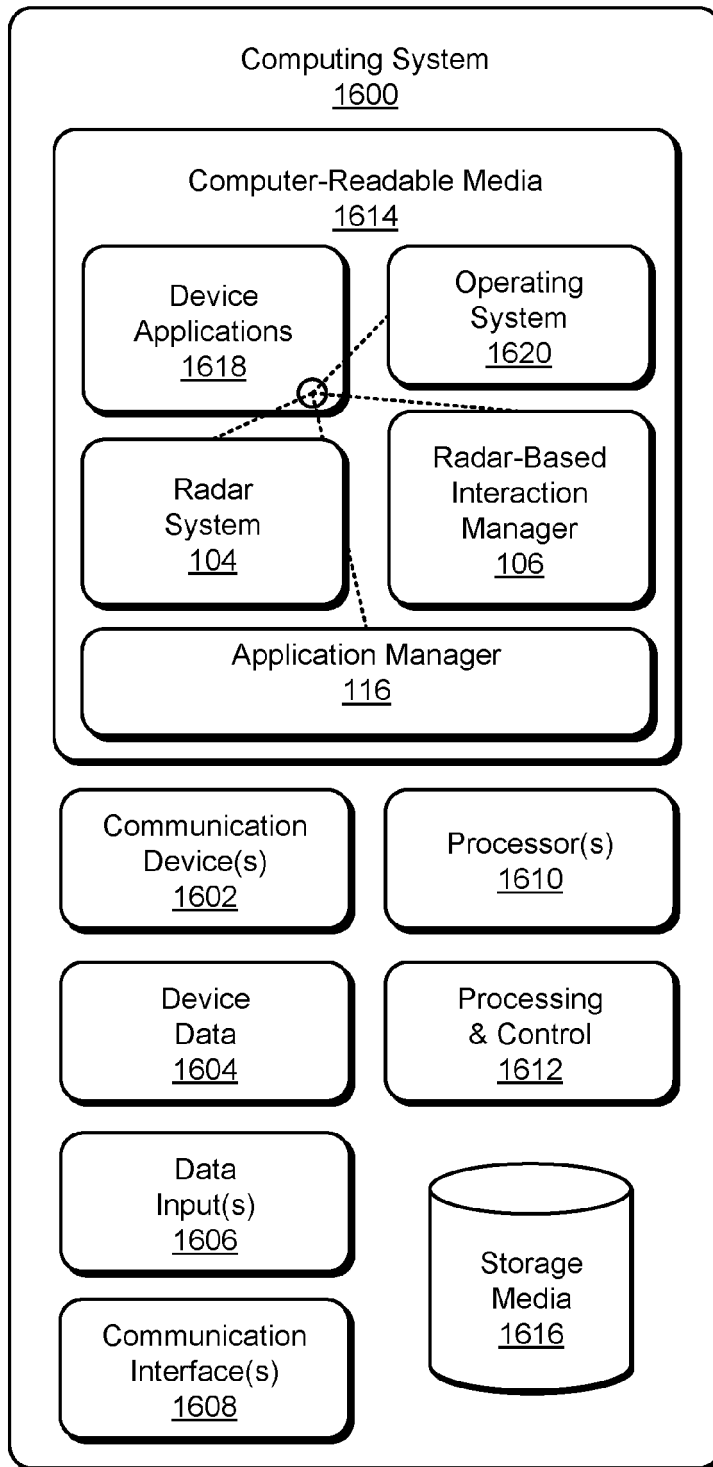 Computing System
1600
Computer-Readable Media
1614
Device
Applications
1618
Operating
System
1620
Radar
System
104
Radar-Based
Interaction
Manager
106
Application Manager
116
Communication
Device(s)
1602
Processor(s)
1610
Device
Data
1604
Processing
& Control
1612
Data
Input(s)
1606
Storage
Media
1616
Communication
Interface(s)
1608